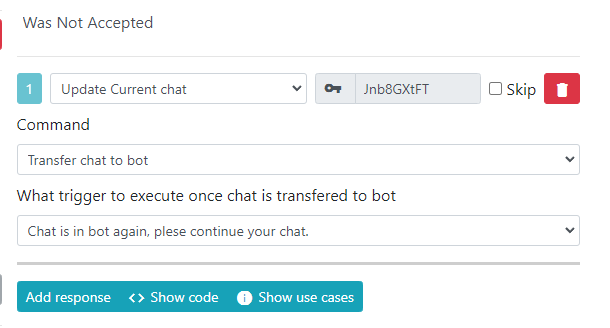 Was Not Accepted
1 Update Current chat Jnb8GXtFT Skip
Command
Transfer chat to bot
What trigger to execute once chat is transfered to bot
Chat is in bot again, plese continue your chat.
Add response <> Show code i Show use cases